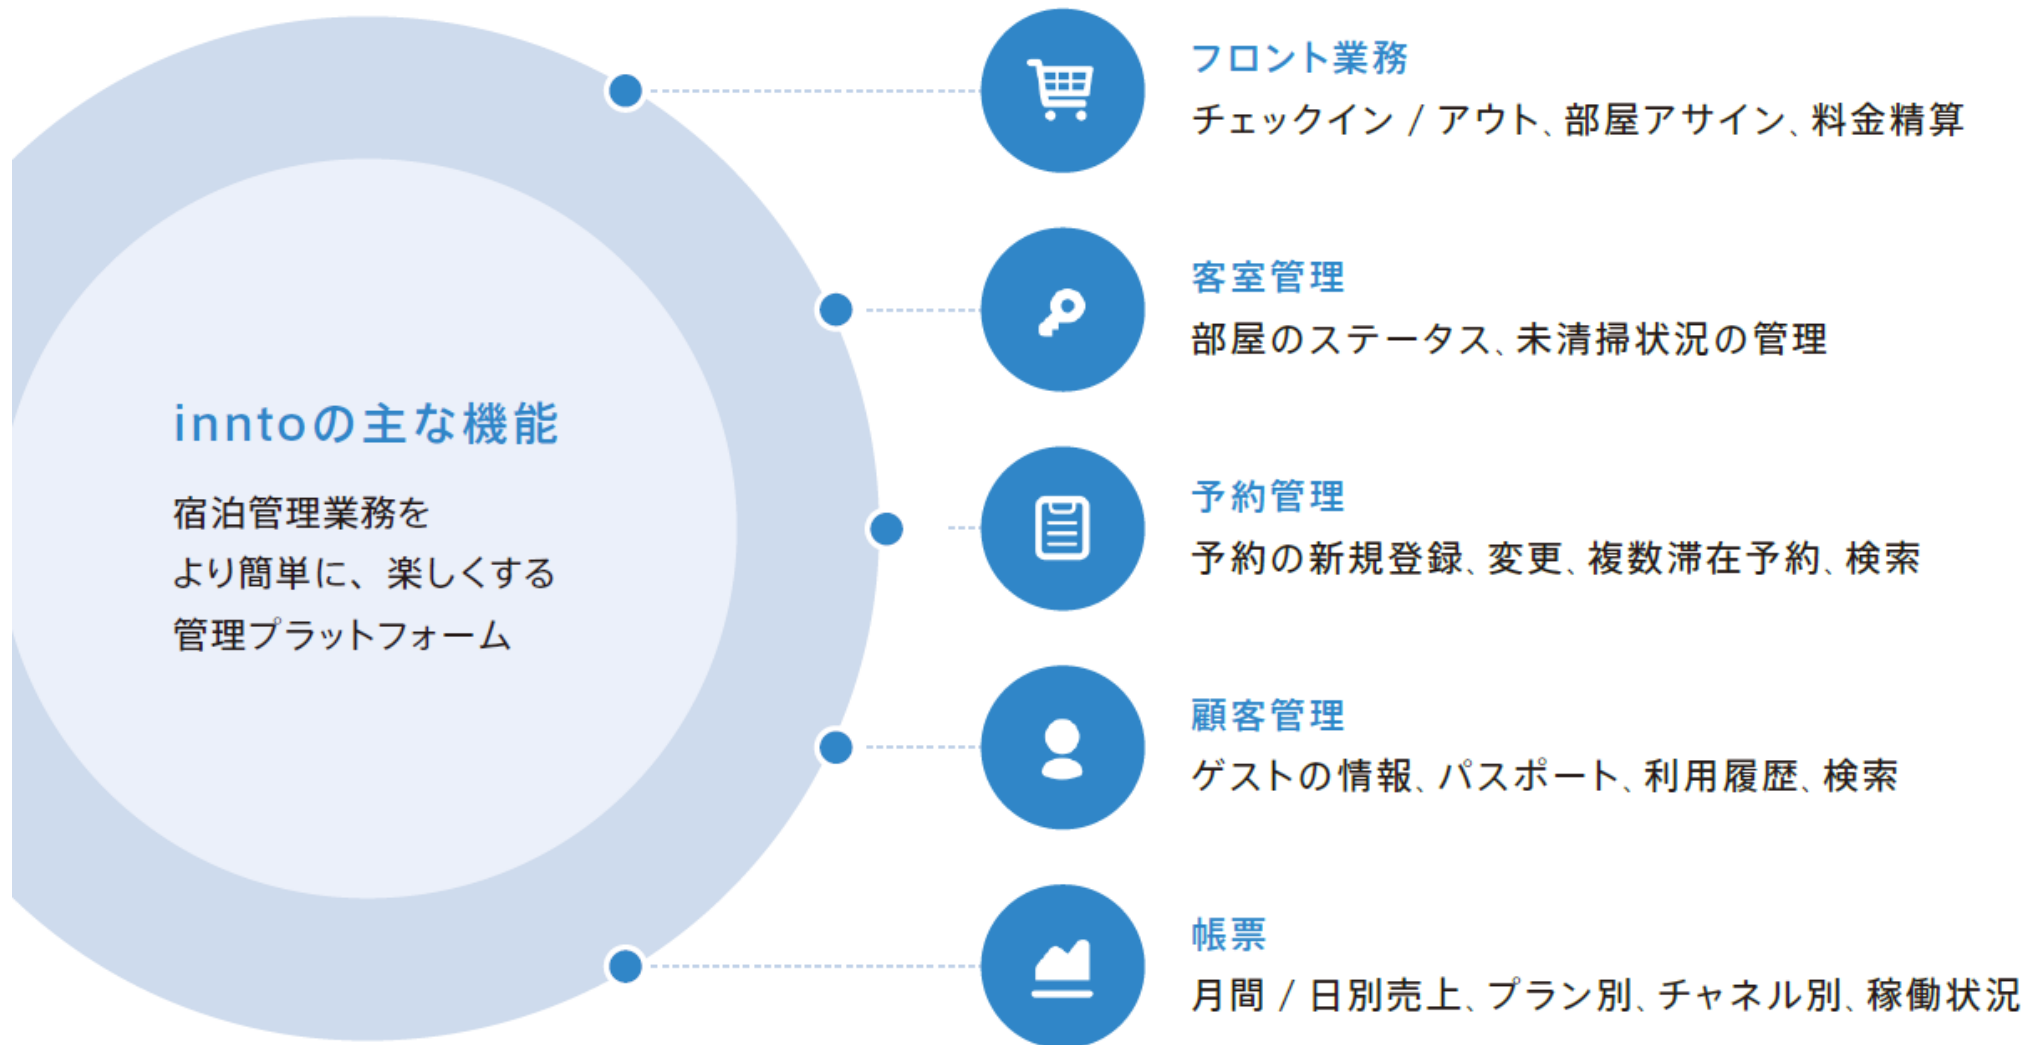 inntoの主な機能
宿泊管理業務を
より簡単に、楽しくする
管理プラットフォーム
フロント業務
チェックイン / アウト、部屋アサイン、料金精算
客室管理
部屋のステータス、未清掃状況の管理
予約管理
予約の新規登録、変更、複数滞在予約、検索
顧客管理
ゲストの情報、パスポート、利用履歴、検索
帳票
月間 / 日別売上、プラン別、チャネル別、稼働状況